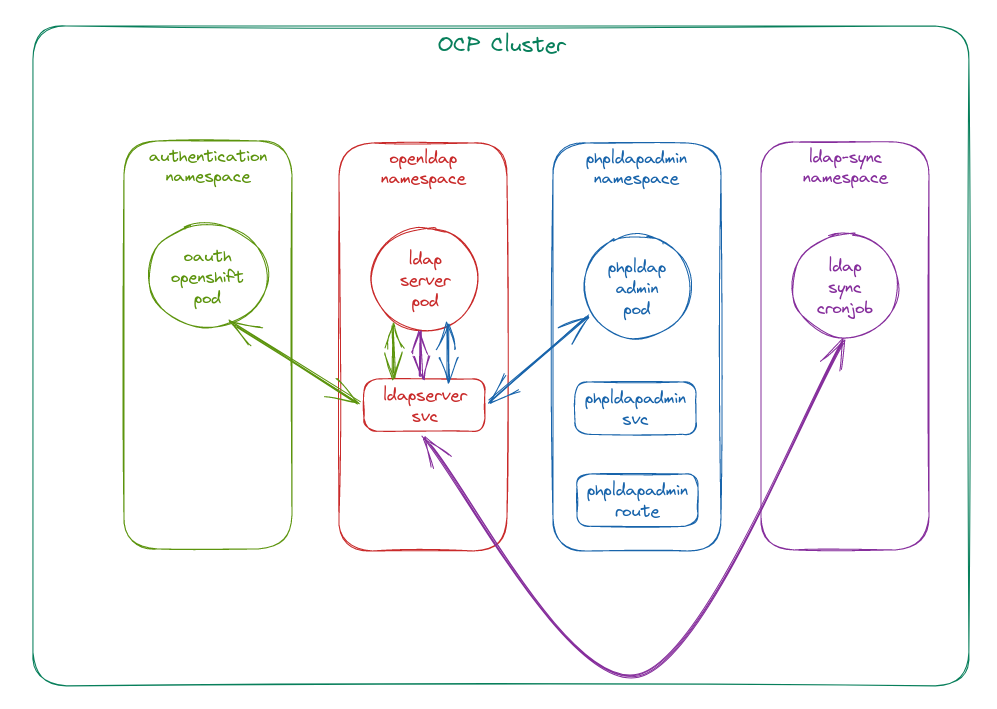 OCP Cluster
authentication
namespace
oauth
openshift
pod
openldap
namespace
ldap
server
pod
ldapserver
svc
phpldapadmin
namespace
phpldap
admin
pod
phpldapadmin
svc
phpldapadmin
route
ldap-sync
namespace
ldap
sync
cronjob